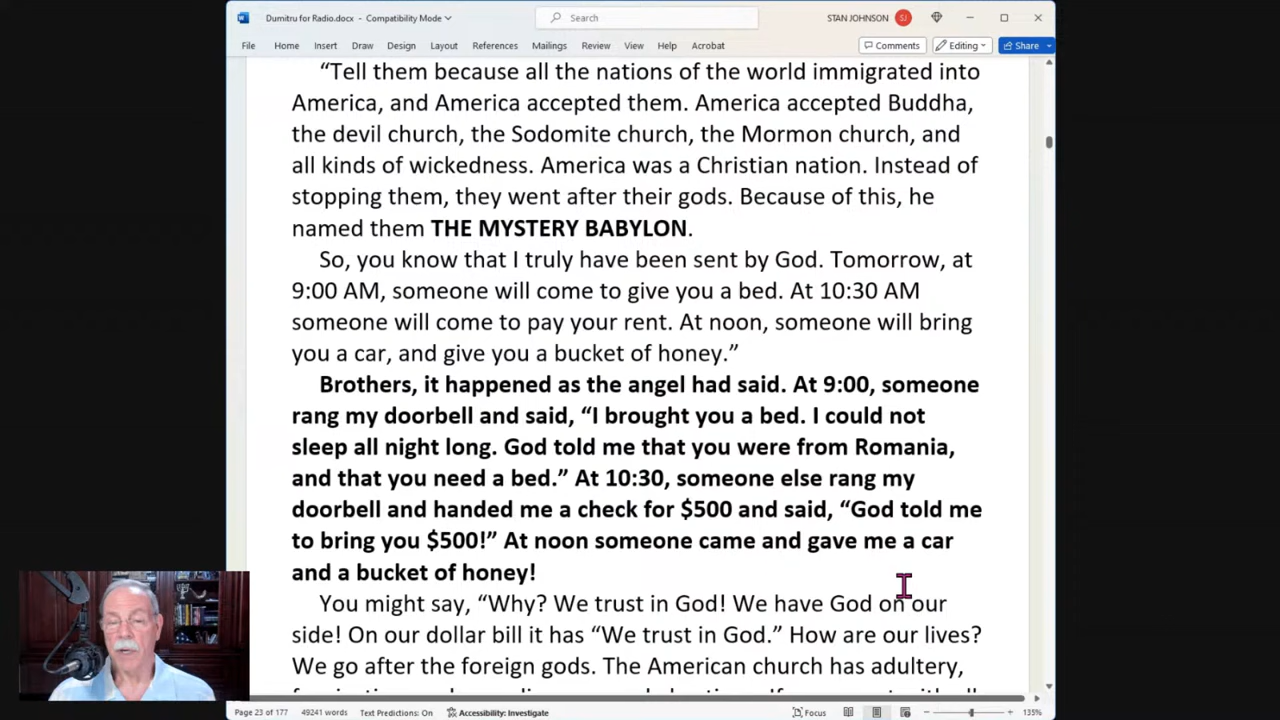 Dumitru for Radio.docx - Compatibility Mode
Search
STAN JOHNSON SJ
File Home Insert Draw Design Layout References Mailings Review View Help Acrobat Comments Editing Share
“Tell them because all the nations of the world immigrated into
America, and America accepted them. America accepted Buddha,
the devil church, the Sodomite church, the Mormon church, and
all kinds of wickedness. America was a Christian nation. Instead of
stopping them, they went after their gods. Because of this, he
named them THE MYSTERY BABYLON.
So, you know that I truly have been sent by God. Tomorrow, at
9:00 AM, someone will come to give you a bed. At 10:30 AM
someone will come to pay your rent. At noon, someone will bring
you a car, and give you a bucket of honey.”
Brothers, it happened as the angel had said. At 9:00, someone
rang my doorbell and said, “I brought you a bed. I could not
sleep all night long. God told me that you were from Romania,
and that you need a bed.” At 10:30, someone else rang my
doorbell and handed me a check for $500 and said, “God told me
to bring you $500!” At noon someone came and gave me a car
and a bucket of honey!
You might say, “Why? We trust in God! We have God on our
side! On our dollar bill it has “We trust in God.” How are our lives?
We go after the foreign gods. The American church has adultery,
Page 23 of 177 49241 words Text Predictions: On Accessibility: Investigate Focus 135%